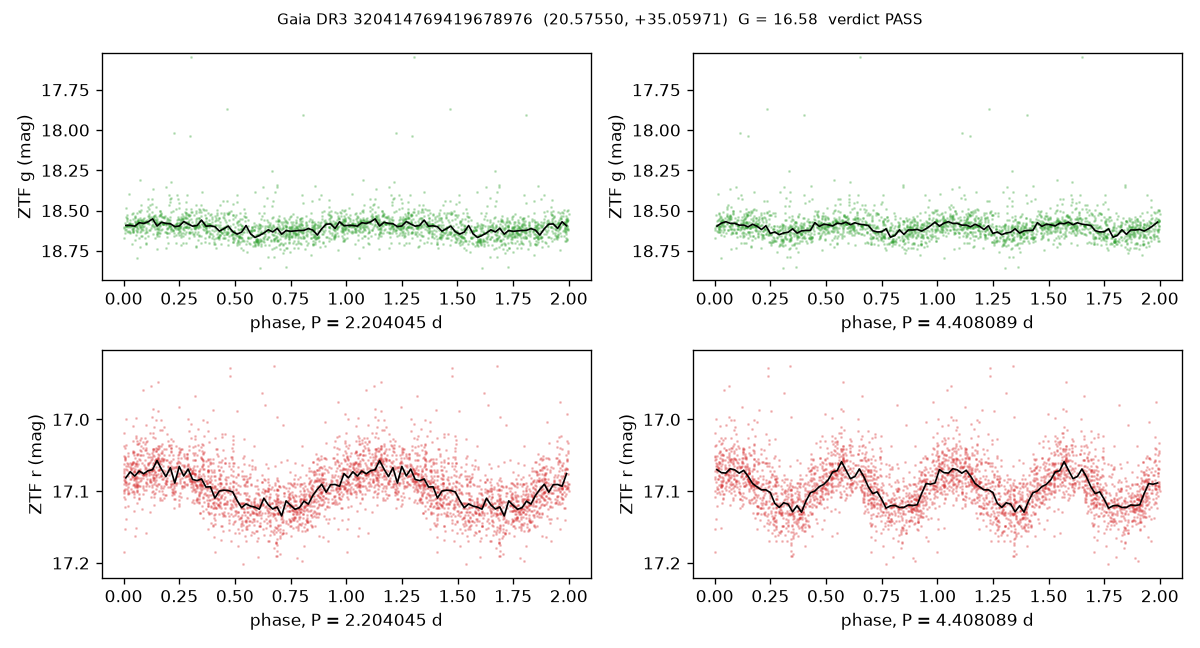 Gaia DR3 320414769419678976 (20.57550, +35.05971) G = 16.58 verdict PASS
ZTF g (mag)
17.75
18.00
18.25
18.50
18.75
0.00 0.25 0.50 0.75 1.00 1.25 1.50 1.75 2.00
phase, P = 2.204045 d
ZTF g (mag)
17.75
18.00
18.25
18.50
18.75
0.00 0.25 0.50 0.75 1.00 1.25 1.50 1.75 2.00
phase, P = 4.408089 d
ZTF r (mag)
17.0
17.1
17.2
0.00 0.25 0.50 0.75 1.00 1.25 1.50 1.75 2.00
phase, P = 2.204045 d
ZTF r (mag)
17.0
17.1
17.2
0.00 0.25 0.50 0.75 1.00 1.25 1.50 1.75 2.00
phase, P = 4.408089 d